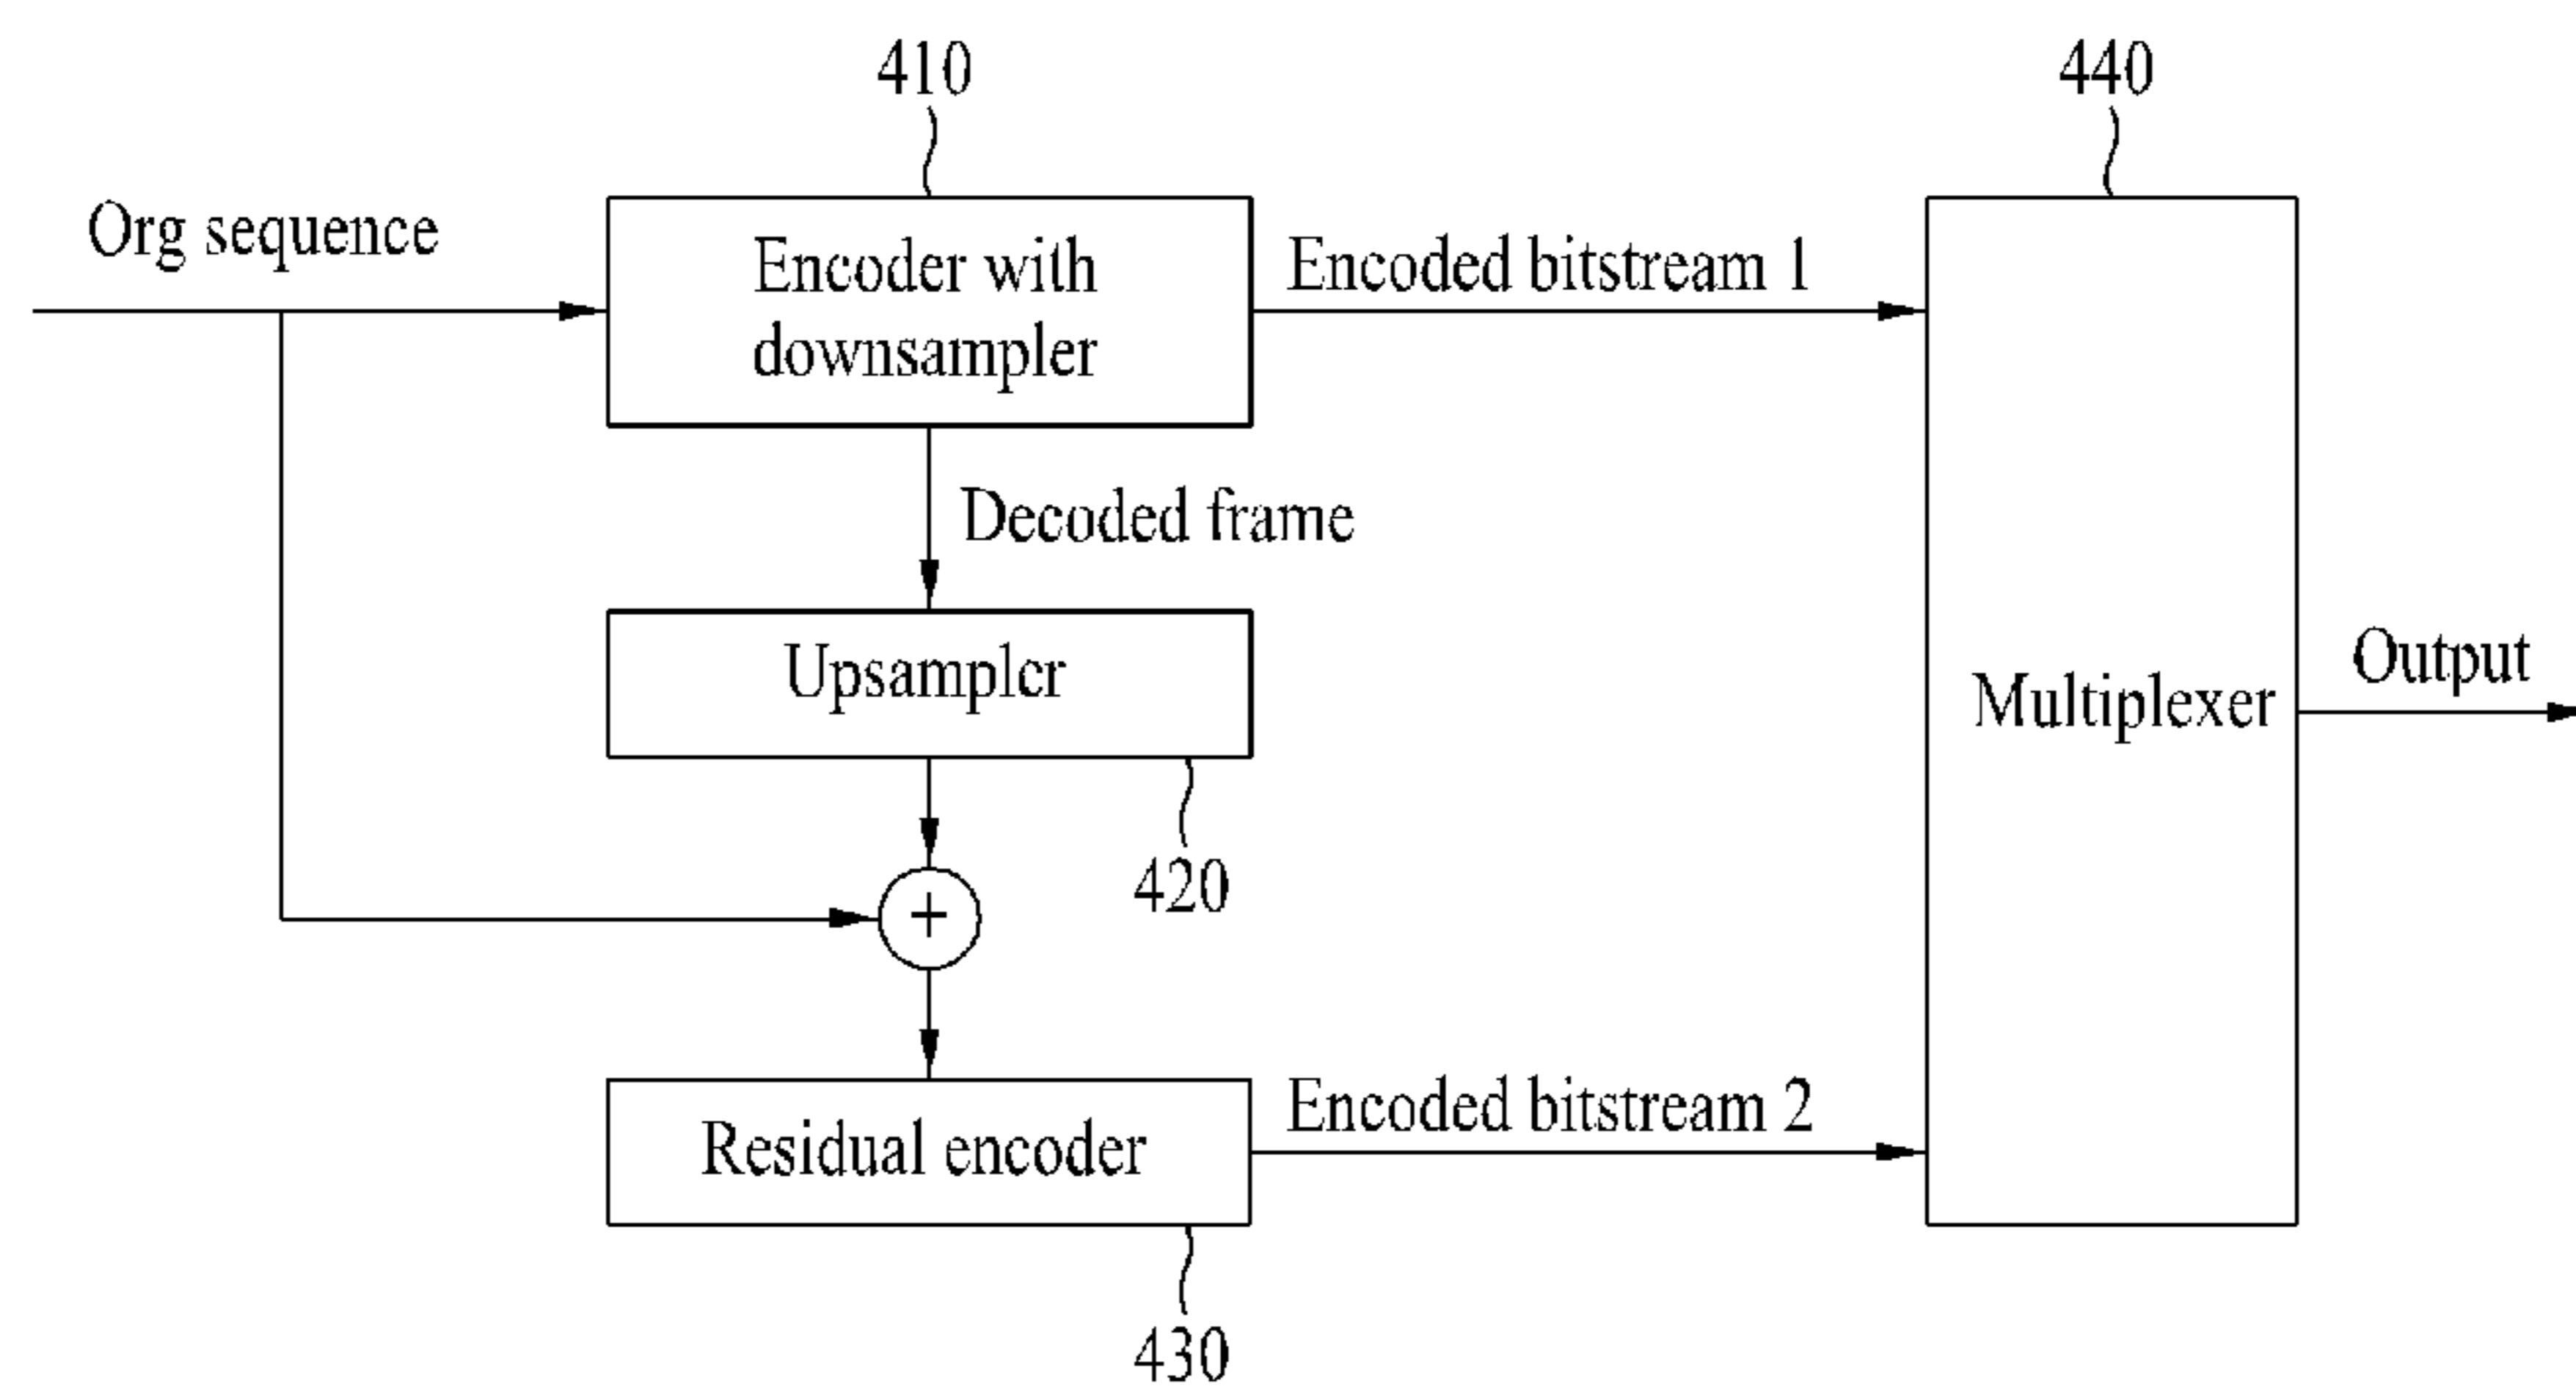 410
440
Org sequence
Encoder with
downsampler
Encoded bitstream 1
Decoded frame
Upsampler
Multiplexer
Output
420
+
Residual encoder
Encoded bitstream 2
430